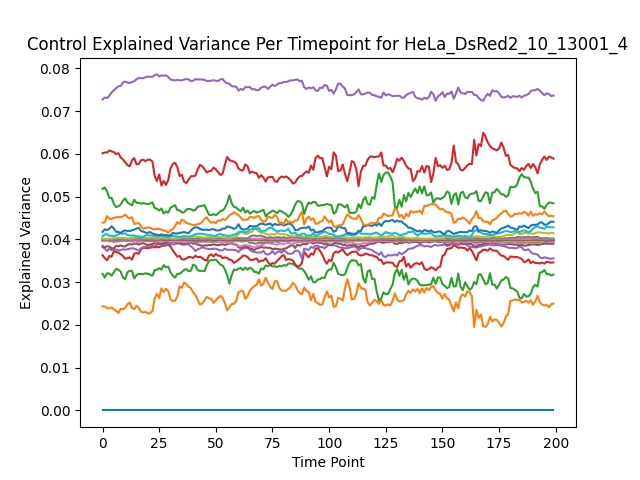 Control Explained Variance Per Timepoint for HeLa_DsRed2_10_13001_4
0.08
0.07
0.06
0.05
0.04
0.03
0.02
0.01
0.00
Explained Variance
0 25 50 75 100 125 150 175 200
Time Point